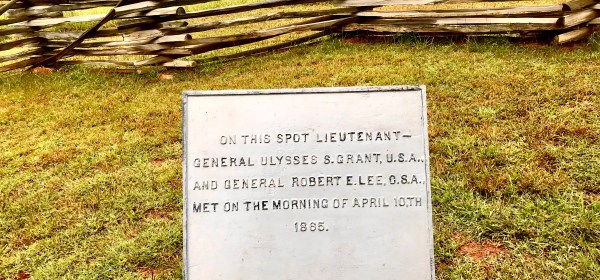 ON THIS SPOT LIEUTENANT—
GENERAL ULYSSES S. GRANT, U.S.A.,
AND GENERAL ROBERT E. LEE, C.S.A.,
MET ON THE MORNING OF APRIL 10TH
1865.